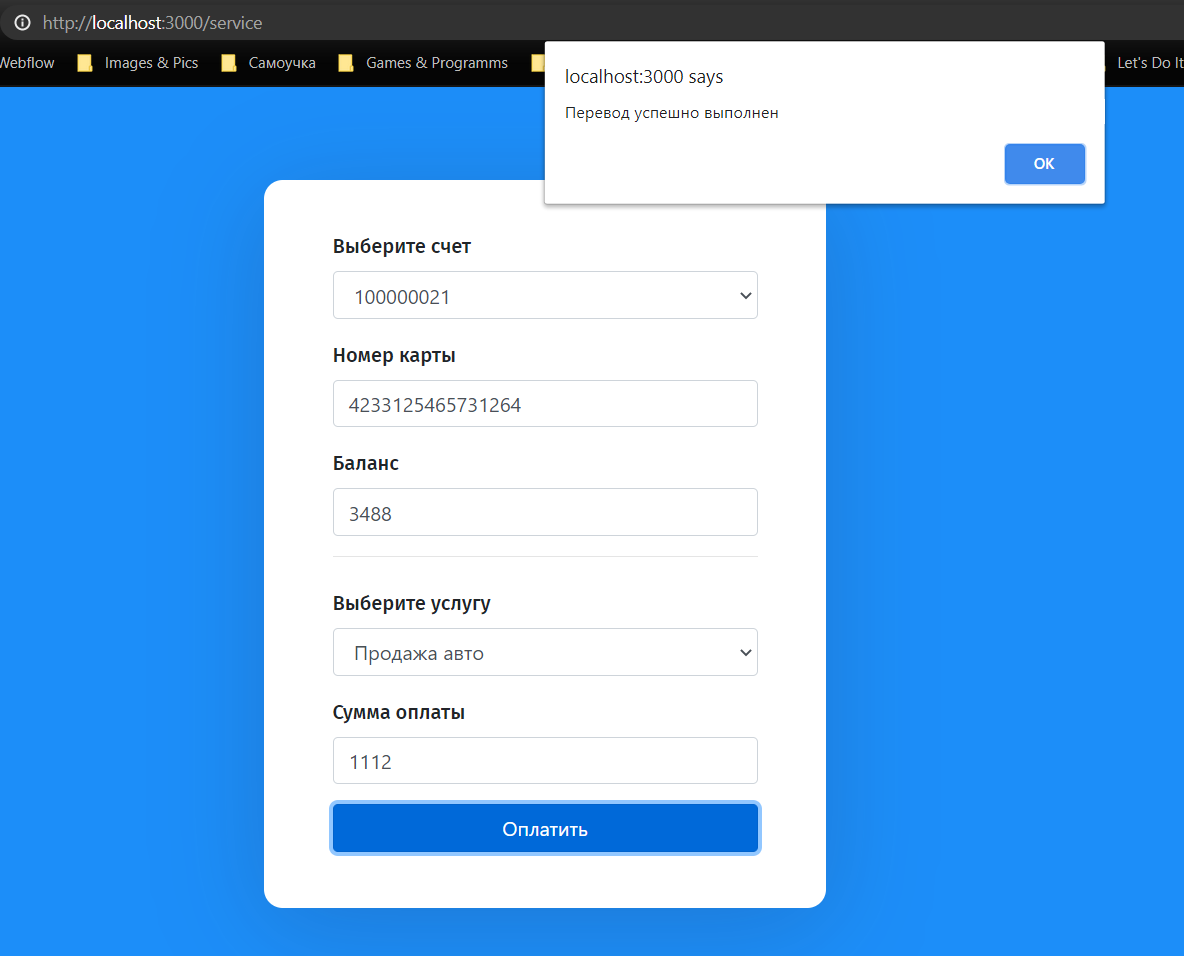 http://localhost:3000/service
Webflow Images & Pics Самоучка Games & Programms Let's Do It
localhost:3000 says
Перевод успешно выполнен
OK
Выберите счет
100000021
Номер карты
4233125465731264
Баланс
3488
Выберите услугу
Продажа авто
Сумма оплаты
1112
Оплатить